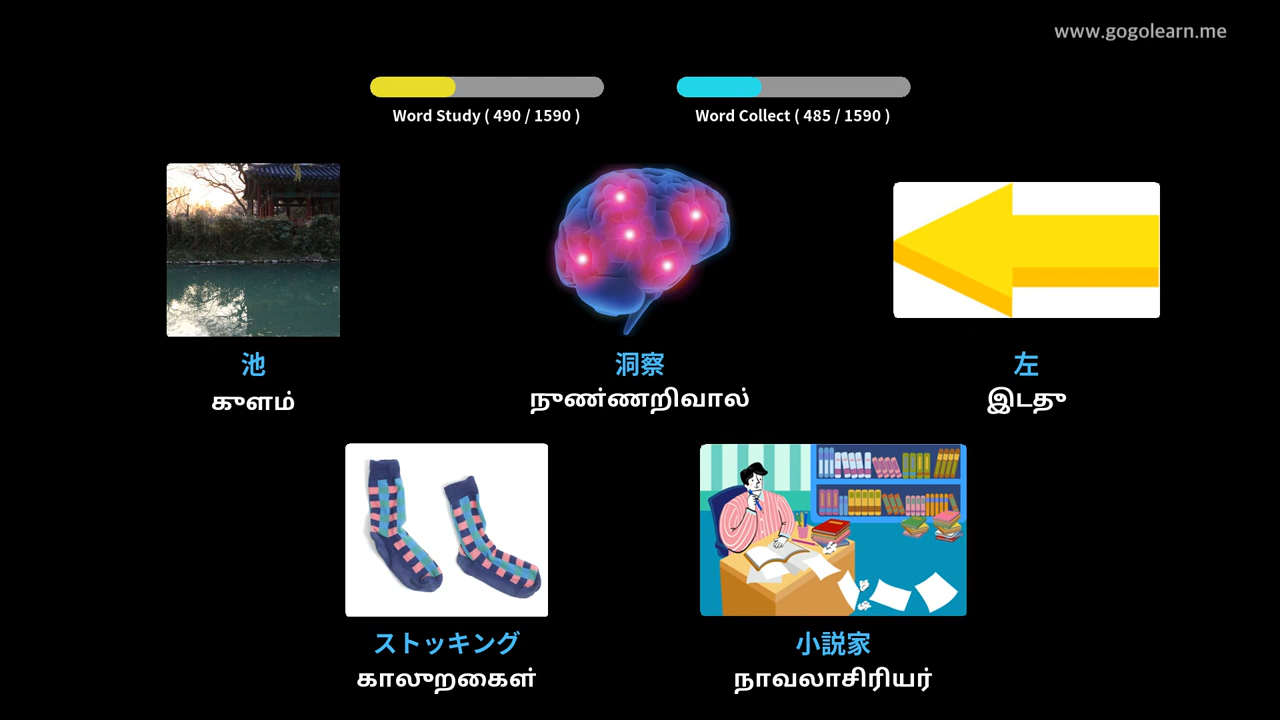 www.gogolearn.me
Word Study ( 490 / 1590 )
Word Collect ( 485 / 1590 )
池
குளம்
洞察
நுண்ணறிவால்
左
இடது
ストッキング
காலுறைகள்
小説家
நாவலாசிரியர்